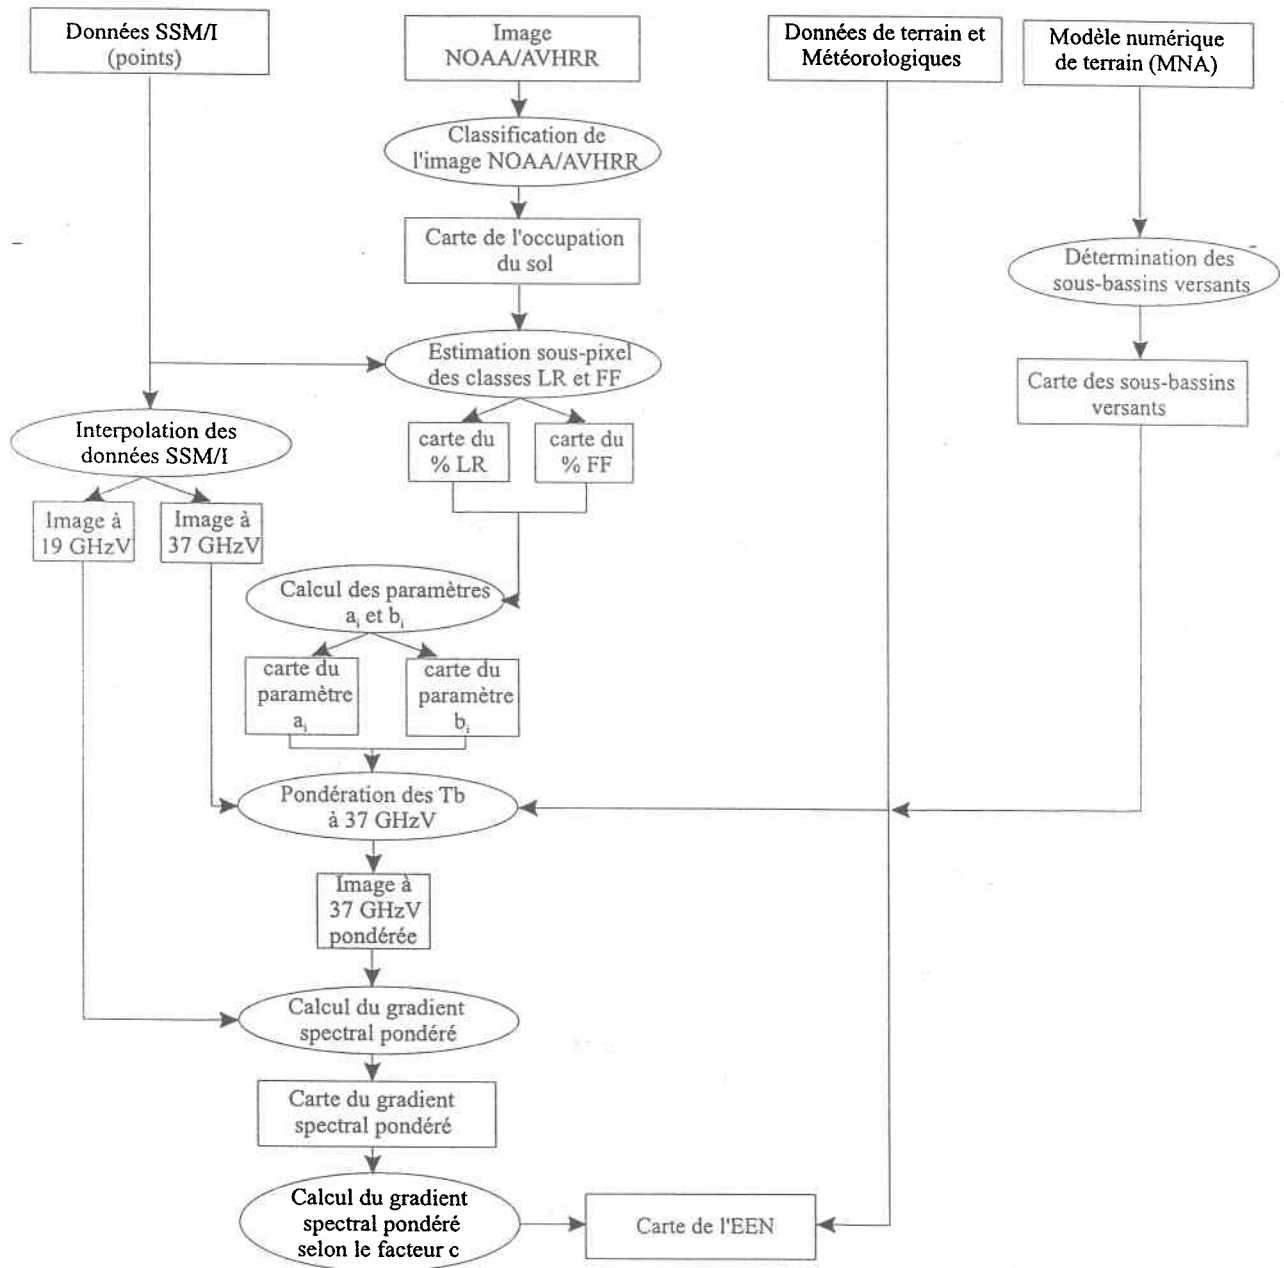 Données SSM/I
(points)
Image
NOAA/AVHRR
Données de terrain et
Météorologiques
Modèle numérique
de terrain (MNA)
Classification de
l'image NOAA/AVHRR
Carte de l'occupation
du sol
Détermination des
sous-bassins versants
Estimation sous-pixel
des classes LR et FF
Carte des sous-bassins
versants
Interpolation des
données SSM/I
carte du
% LR
carte du
% FF
Image à
19 GHzV
Image à
37 GHzV
Calcul des paramètres
ai et bi
carte du
paramètre
ai
carte du
paramètre
bi
Pondération des Tb
à 37 GHzV
Image à
37 GHzV
pondérée
Calcul du gradient
spectral pondéré
Carte du gradient
spectral pondéré
Calcul du gradient
spectral pondéré
selon le facteur c
Carte de l'EEN